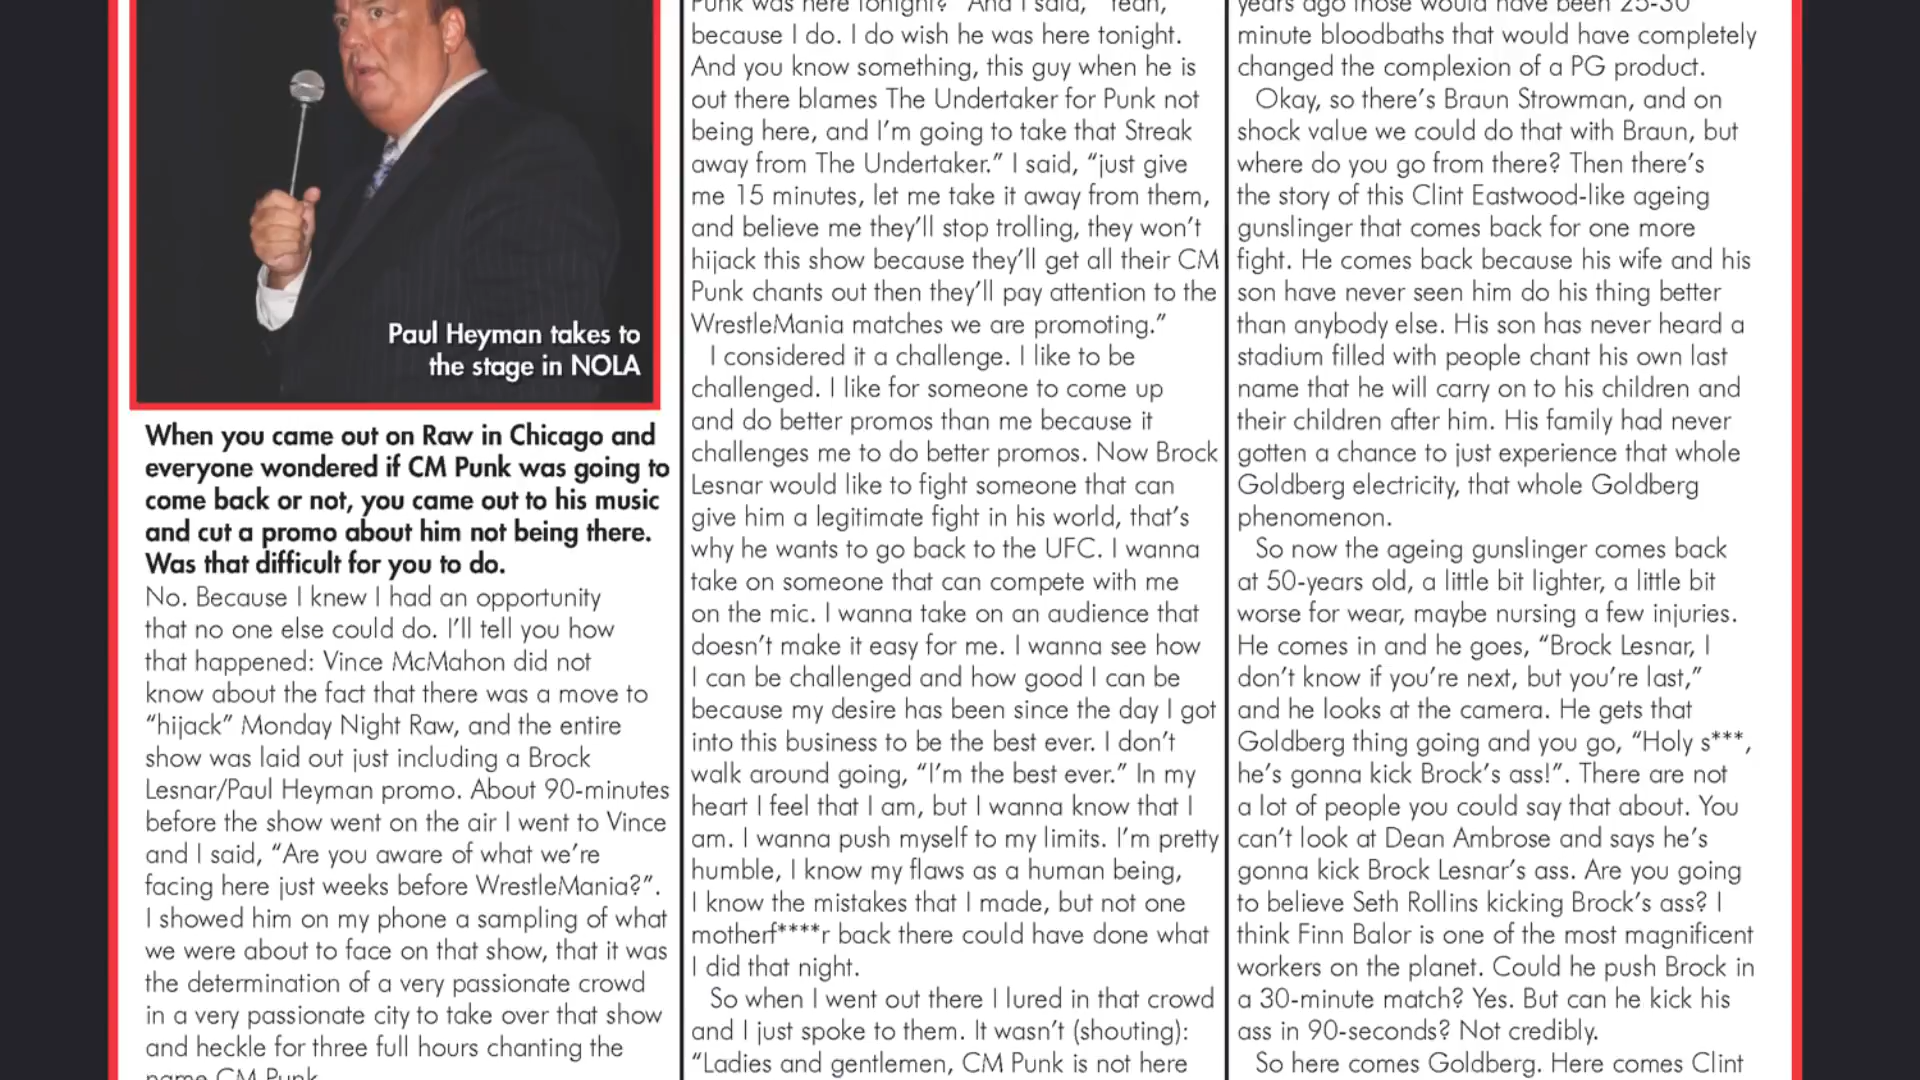 Paul Heyman takes to
the stage in NOLA
When you came out on Raw in Chicago and
everyone wondered if CM Punk was going to
come back or not, you came out to his music
and cut a promo about him not being there.
Was that difficult for you to do.
No. Because I knew I had an opportunity
that no one else could do. I'll tell you how
that happened: Vince McMahon did not
know about the fact that there was a move to
“hijack” Monday Night Raw, and the entire
show was laid out just including a Brock
Lesnar/Paul Heyman promo. About 90-minutes
before the show went on the air I went to Vince
and I said, “Are you aware of what we're
facing here just weeks before WrestleMania?”.
I showed him on my phone a sampling of what
we were about to face on that show, that it was
the determination of a very passionate crowd
in a very passionate city to take over that show
and heckle for three full hours chanting the
name CM Punk.
Punk was here tonight?” And I said, “Yeah,
because I do. I do wish he was here tonight.
And you know something, this guy when he is
out there blames The Undertaker for Punk not
being here, and I'm going to take that Streak
away from The Undertaker.” I said, “just give
me 15 minutes, let me take it away from them,
and believe me they'll stop trolling, they won't
hijack this show because they'll get all their CM
Punk chants out then they'll pay attention to the
WrestleMania matches we are promoting.”
I considered it a challenge. I like to be
challenged. I like for someone to come up
and do better promos than me because it
challenges me to do better promos. Now Brock
Lesnar would like to fight someone that can
give him a legitimate fight in his world, that's
why he wants to go back to the UFC. I wanna
take on someone that can compete with me
on the mic. I wanna take on an audience that
doesn't make it easy for me. I wanna see how
I can be challenged and how good I can be
because my desire has been since the day I got
into this business to be the best ever. I don't
walk around going, “I'm the best ever.” In my
heart I feel that I am, but I wanna know that I
am. I wanna push myself to my limits. I'm pretty
humble, I know my flaws as a human being,
I know the mistakes that I made, but not one
motherf****r back there could have done what
I did that night.
So when I went out there I lured in that crowd
and I just spoke to them. It wasn't (shouting):
“Ladies and gentlemen, CM Punk is not here
years ago those would have been 25-30
minute bloodbaths that would have completely
changed the complexion of a PG product.
Okay, so there's Braun Strowman, and on
shock value we could do that with Braun, but
where do you go from there? Then there's
the story of this Clint Eastwood-like ageing
gunslinger that comes back for one more
fight. He comes back because his wife and his
son have never seen him do his thing better
than anybody else. His son has never heard a
stadium filled with people chant his own last
name that he will carry on to his children and
their children after him. His family had never
gotten a chance to just experience that whole
Goldberg electricity, that whole Goldberg
phenomenon.
So now the ageing gunslinger comes back
at 50-years old, a little bit lighter, a little bit
worse for wear, maybe nursing a few injuries.
He comes in and he goes, “Brock Lesnar, I
don't know if you're next, but you're last,”
and he looks at the camera. He gets that
Goldberg thing going and you go, “Holy s***,
he's gonna kick Brock's ass!”. There are not
a lot of people you could say that about. You
can't look at Dean Ambrose and says he's
gonna kick Brock Lesnar's ass. Are you going
to believe Seth Rollins kicking Brock's ass? I
think Finn Balor is one of the most magnificent
workers on the planet. Could he push Brock in
a 30-minute match? Yes. But can he kick his
ass in 90-seconds? Not credibly.
So here comes Goldberg. Here comes Clint